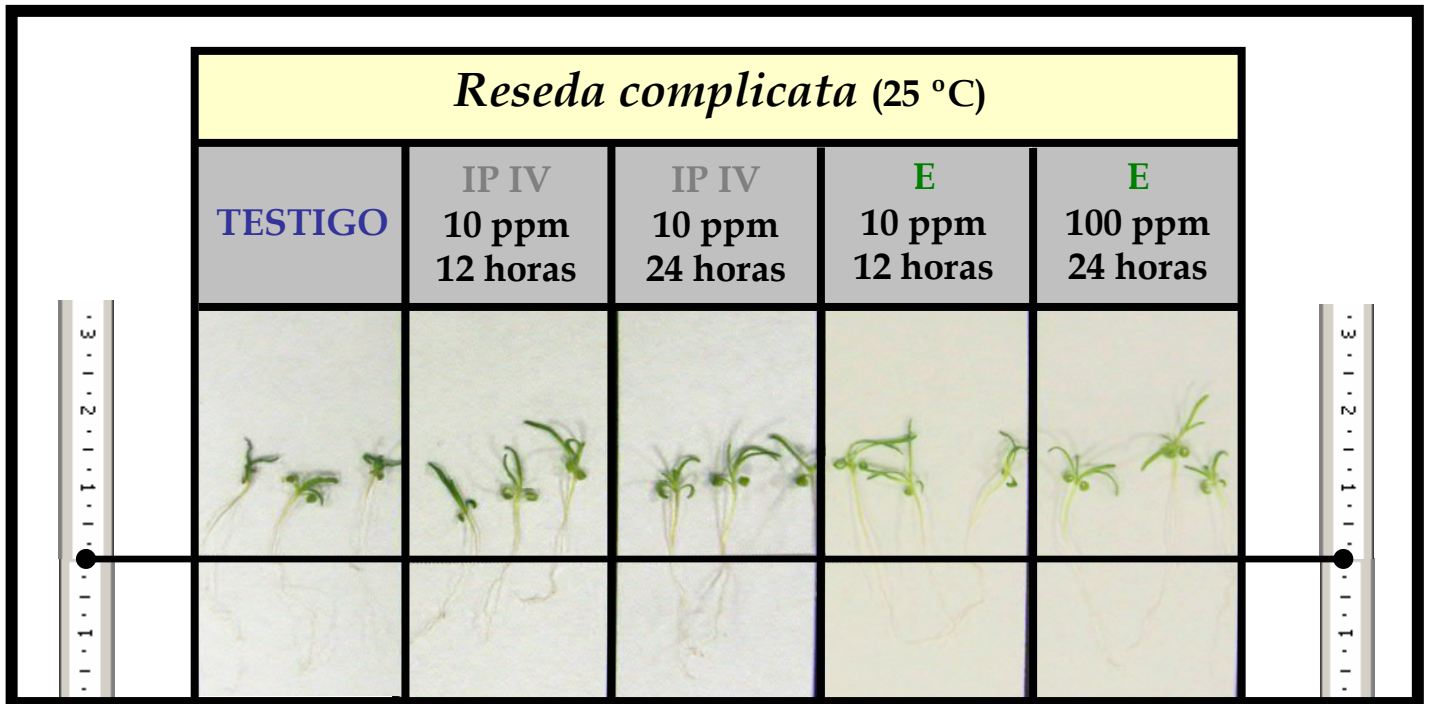 Reseda complicata (25 ºC)
TESTIGO
IP IV
10 ppm
12 horas
IP IV
10 ppm
24 horas
E
10 ppm
12 horas
E
100 ppm
24 horas
3
2
1
1
3
2
1
1